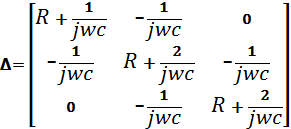 Δ= [ R + 1/jwc   − 1/jwc   0
− 1/jwc   R + 2/jwc   − 1/jwc
0   − 1/jwc   R + 2/jwc ]